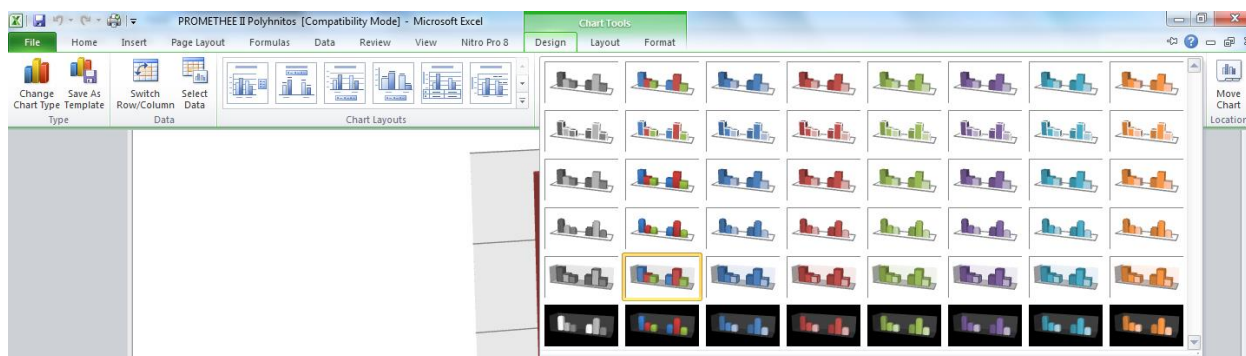 PROMETHEE II Polyhnitos [Compatibility Mode] - Microsoft Excel
Chart Tools
File Home Insert Page Layout Formulas Data Review View Nitro Pro 8 Design Layout Format
Change Save As Switch Select Move
Chart Type Template Row/Column Data Chart
Type Data Chart Layouts Location